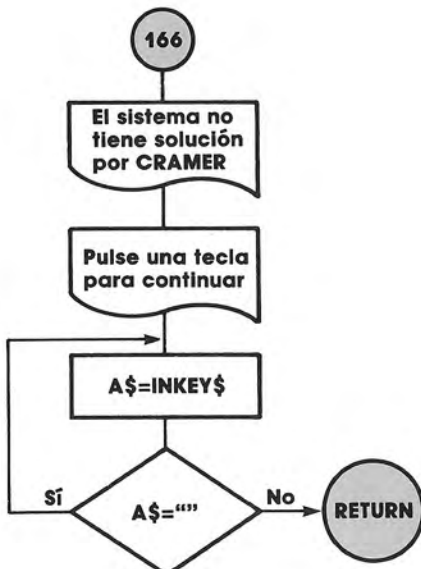 166
El sistema no
tiene solución
por CRAMER
Pulse una tecla
para continuar
A$=INKEY$
Sí
A$=“”
No
RETURN